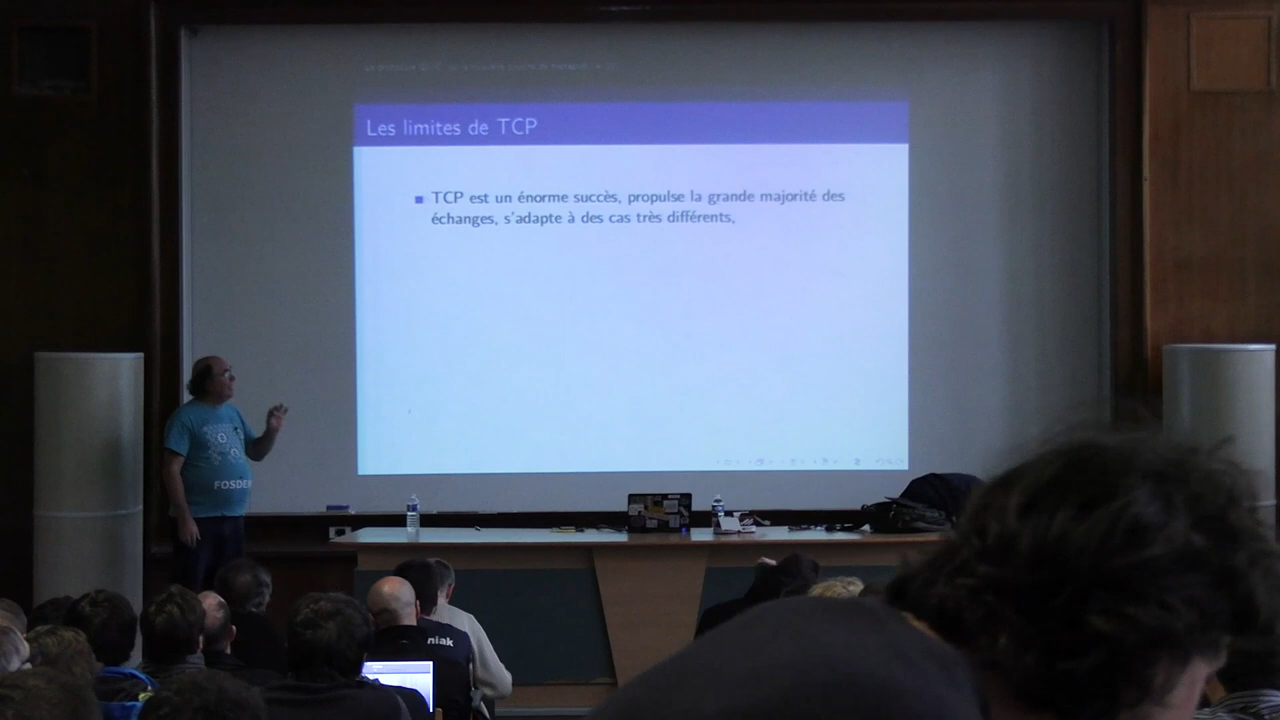 Les limites de TCP
TCP est un énorme succès, propulse la grande majorité des
échanges, s'adapte à des cas très différents,
FOSDEM
niak